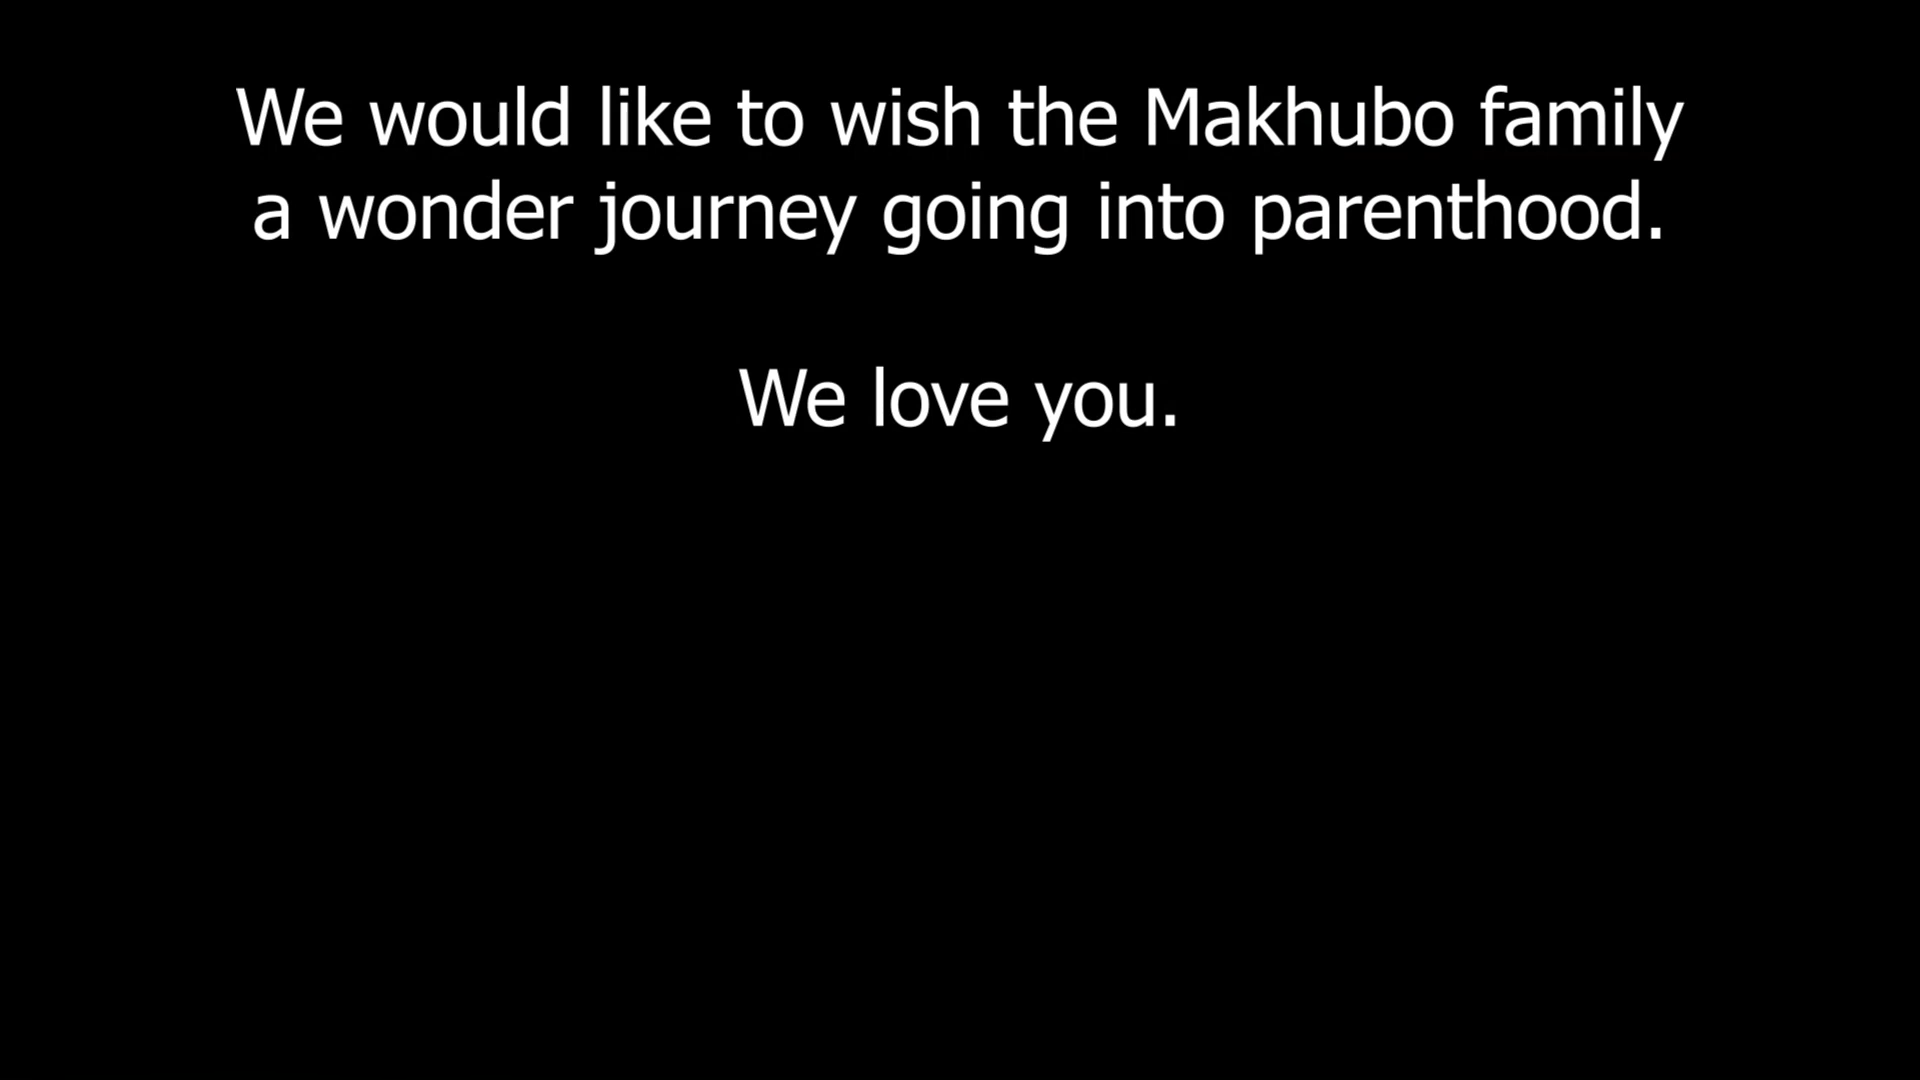 We would like to wish the Makhubo family
a wonder journey going into parenthood.
We love you.